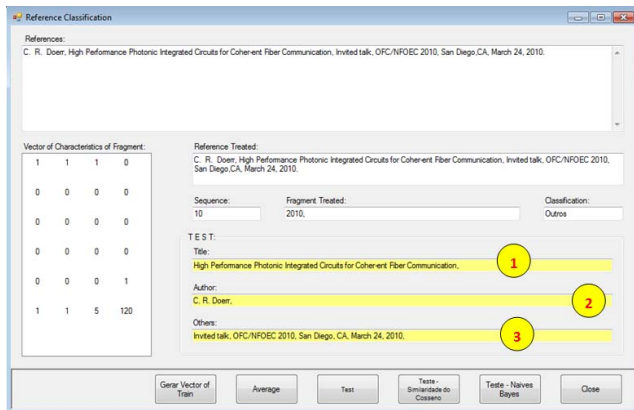 Reference Classification
References:
C. R. Doerr, High Performance Photonic Integrated Circuits for Coher-ent Fiber Communication, Invited talk, OFC/NFOEC 2010, San Diego,CA, March 24, 2010.
Vector of Characteristics of Fragment:
1 1 1 0
0 0 0 0
0 0 0 0
0 0 0 0
0 0 0 1
1 1 5 120
Reference Treated:
C. R. Doerr, High Performance Photonic Integrated Circuits for Coher-ent Fiber Communication, Invited talk, OFC/NFOEC 2010,
San Diego,CA, March 24, 2010.
Sequence: Fragment Treated: Classification:
10 2010, Outros
T E S T:
Title:
High Performance Photonic Integrated Circuits for Coher-ent Fiber Communication,
1
Author:
C. R. Doerr,
2
Others:
Invited talk, OFC/NFOEC 2010, San Diego, CA, March 24, 2010,
3
Gerar Vector of
Train
Average
Test
Teste -
Similaridade do
Cosseno
Teste - Naives
Bayes
Close